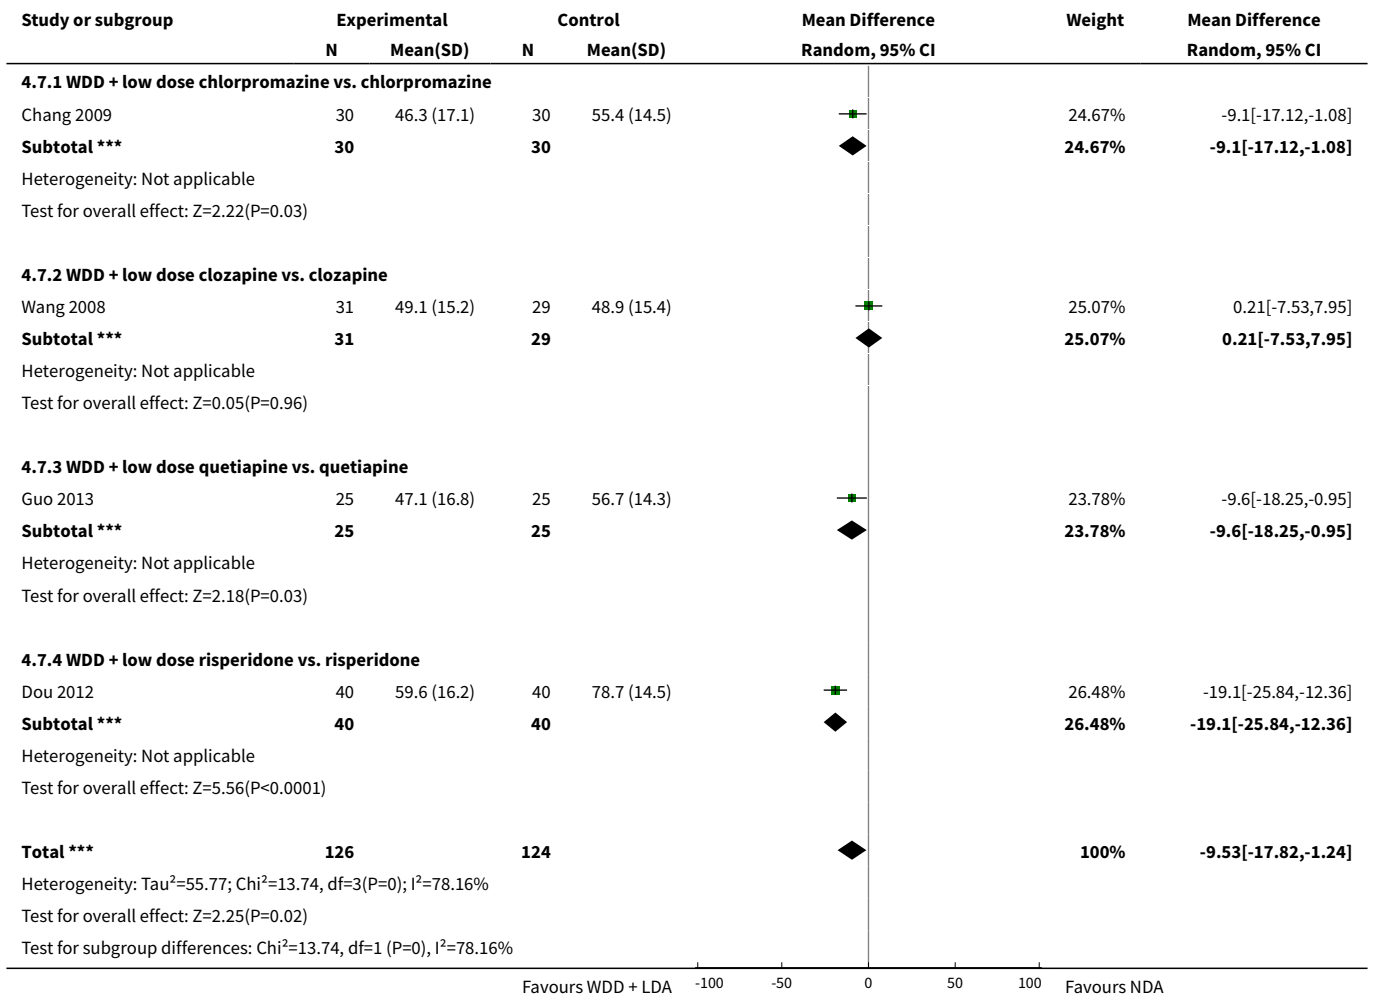 Study or subgroup Experimental Control Mean Difference Weight Mean Difference
N Mean(SD) N Mean(SD) Random, 95% CI Random, 95% CI
4.7.1 WDD + low dose chlorpromazine vs. chlorpromazine
Chang 2009 30 46.3 (17.1) 30 55.4 (14.5) 24.67% -9.1[-17.12,-1.08]
Subtotal *** 30 30 24.67% -9.1[-17.12,-1.08]
Heterogeneity: Not applicable
Test for overall effect: Z=2.22(P=0.03)
4.7.2 WDD + low dose clozapine vs. clozapine
Wang 2008 31 49.1 (15.2) 29 48.9 (15.4) 25.07% 0.21[-7.53,7.95]
Subtotal *** 31 29 25.07% 0.21[-7.53,7.95]
Heterogeneity: Not applicable
Test for overall effect: Z=0.05(P=0.96)
4.7.3 WDD + low dose quetiapine vs. quetiapine
Guo 2013 25 47.1 (16.8) 25 56.7 (14.3) 23.78% -9.6[-18.25,-0.95]
Subtotal *** 25 25 23.78% -9.6[-18.25,-0.95]
Heterogeneity: Not applicable
Test for overall effect: Z=2.18(P=0.03)
4.7.4 WDD + low dose risperidone vs. risperidone
Dou 2012 40 59.6 (16.2) 40 78.7 (14.5) 26.48% -19.1[-25.84,-12.36]
Subtotal *** 40 40 26.48% -19.1[-25.84,-12.36]
Heterogeneity: Not applicable
Test for overall effect: Z=5.56(P<0.0001)
Total *** 126 124 100% -9.53[-17.82,-1.24]
Heterogeneity: Tau²=55.77; Chi²=13.74, df=3(P=0); I²=78.16%
Test for overall effect: Z=2.25(P=0.02)
Test for subgroup differences: Chi²=13.74, df=1 (P=0), I²=78.16%
Favours WDD + LDA -100 -50 0 50 100 Favours NDA